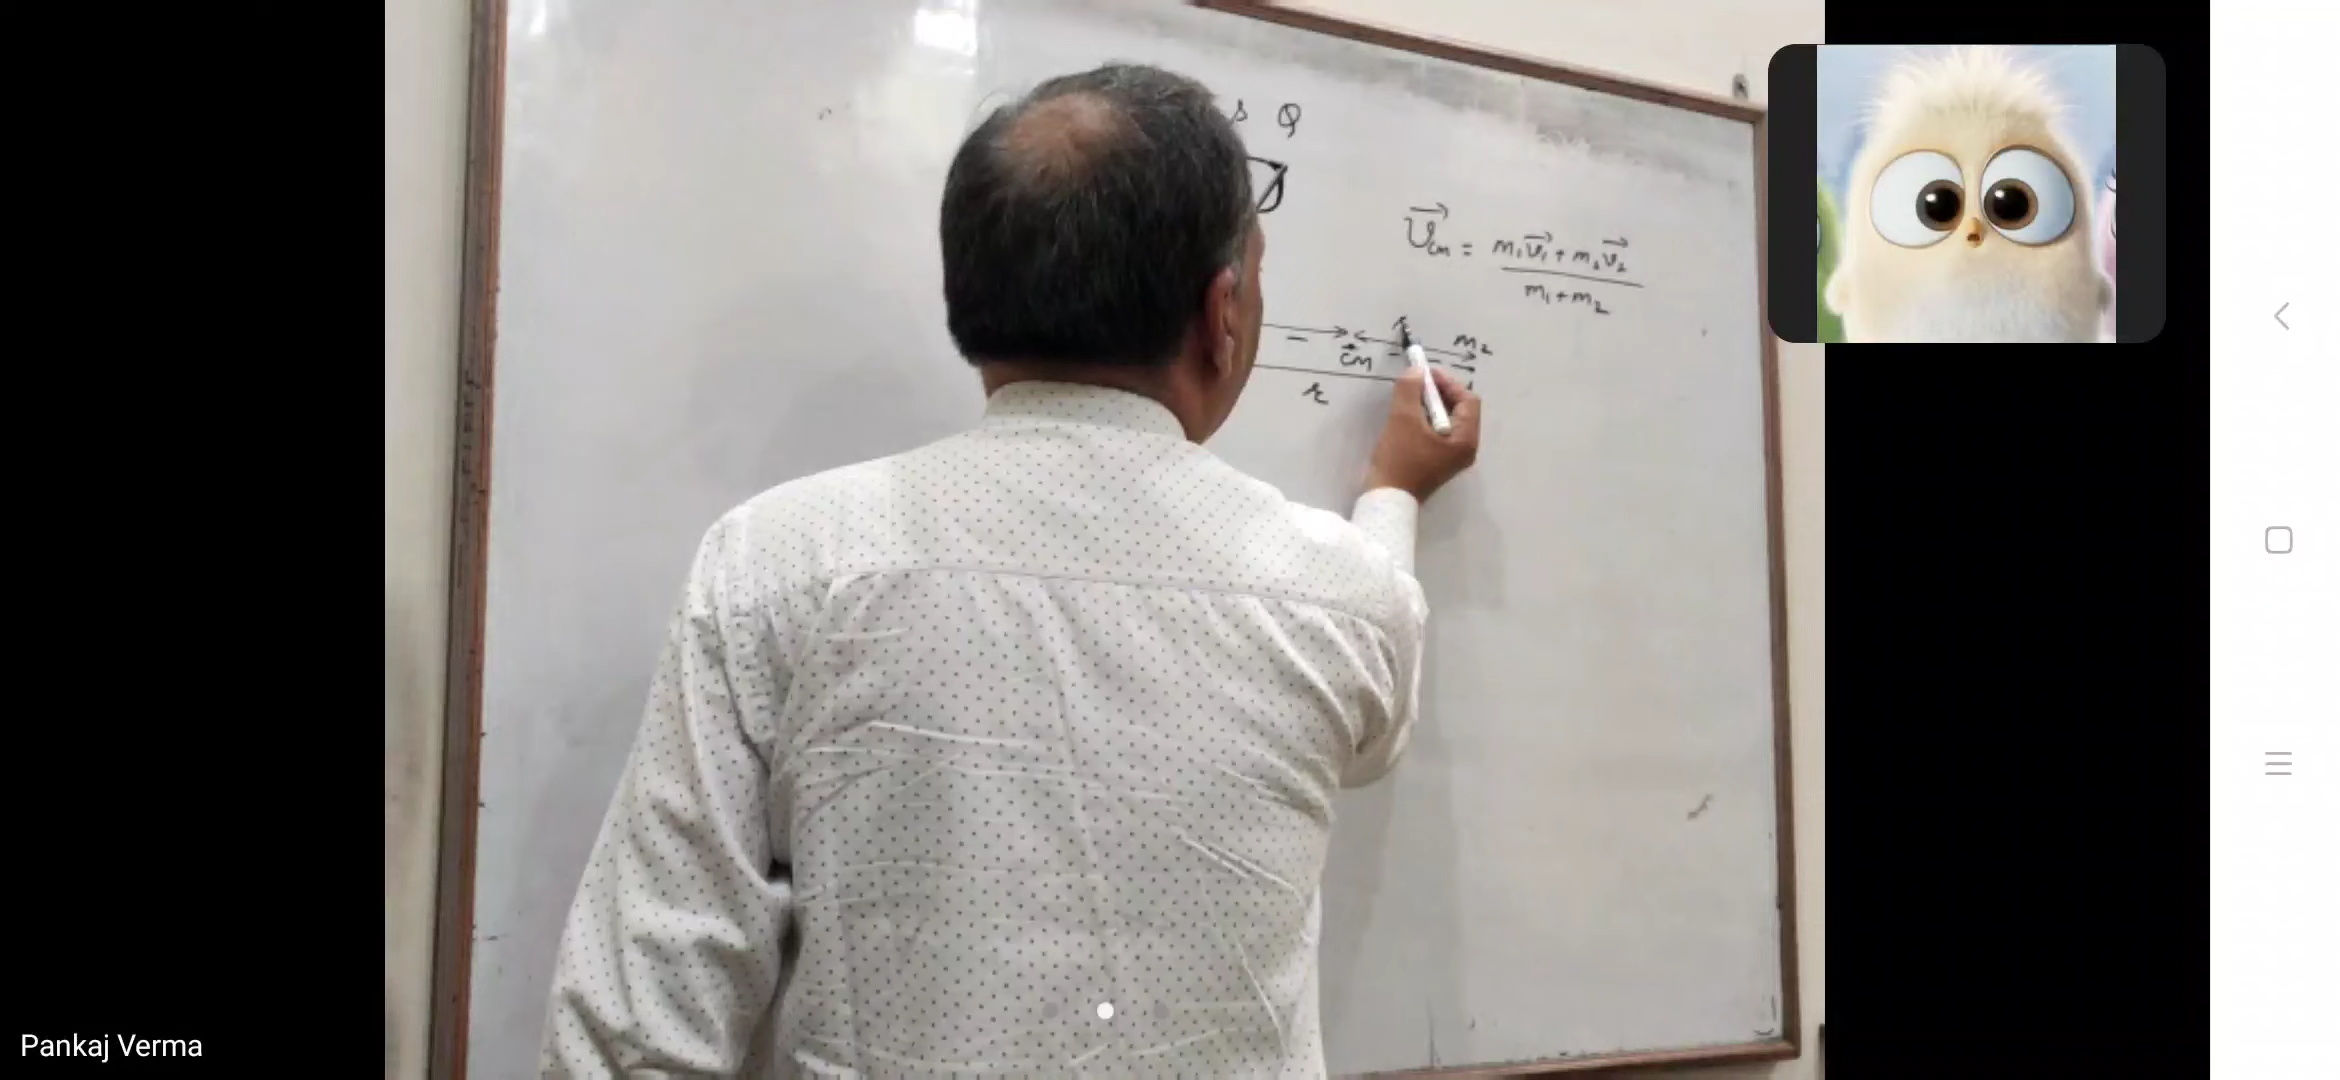 s Q
v⃗cm = m₁v⃗₁ + m₂v⃗₂
m₁ + m₂
m₂
cm
r
Pankaj Verma